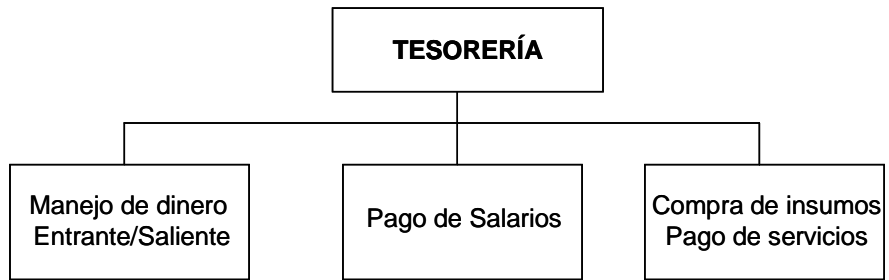 TESORERÍA
Manejo de dinero
Entrante/Saliente
Pago de Salarios
Compra de insumos
Pago de servicios